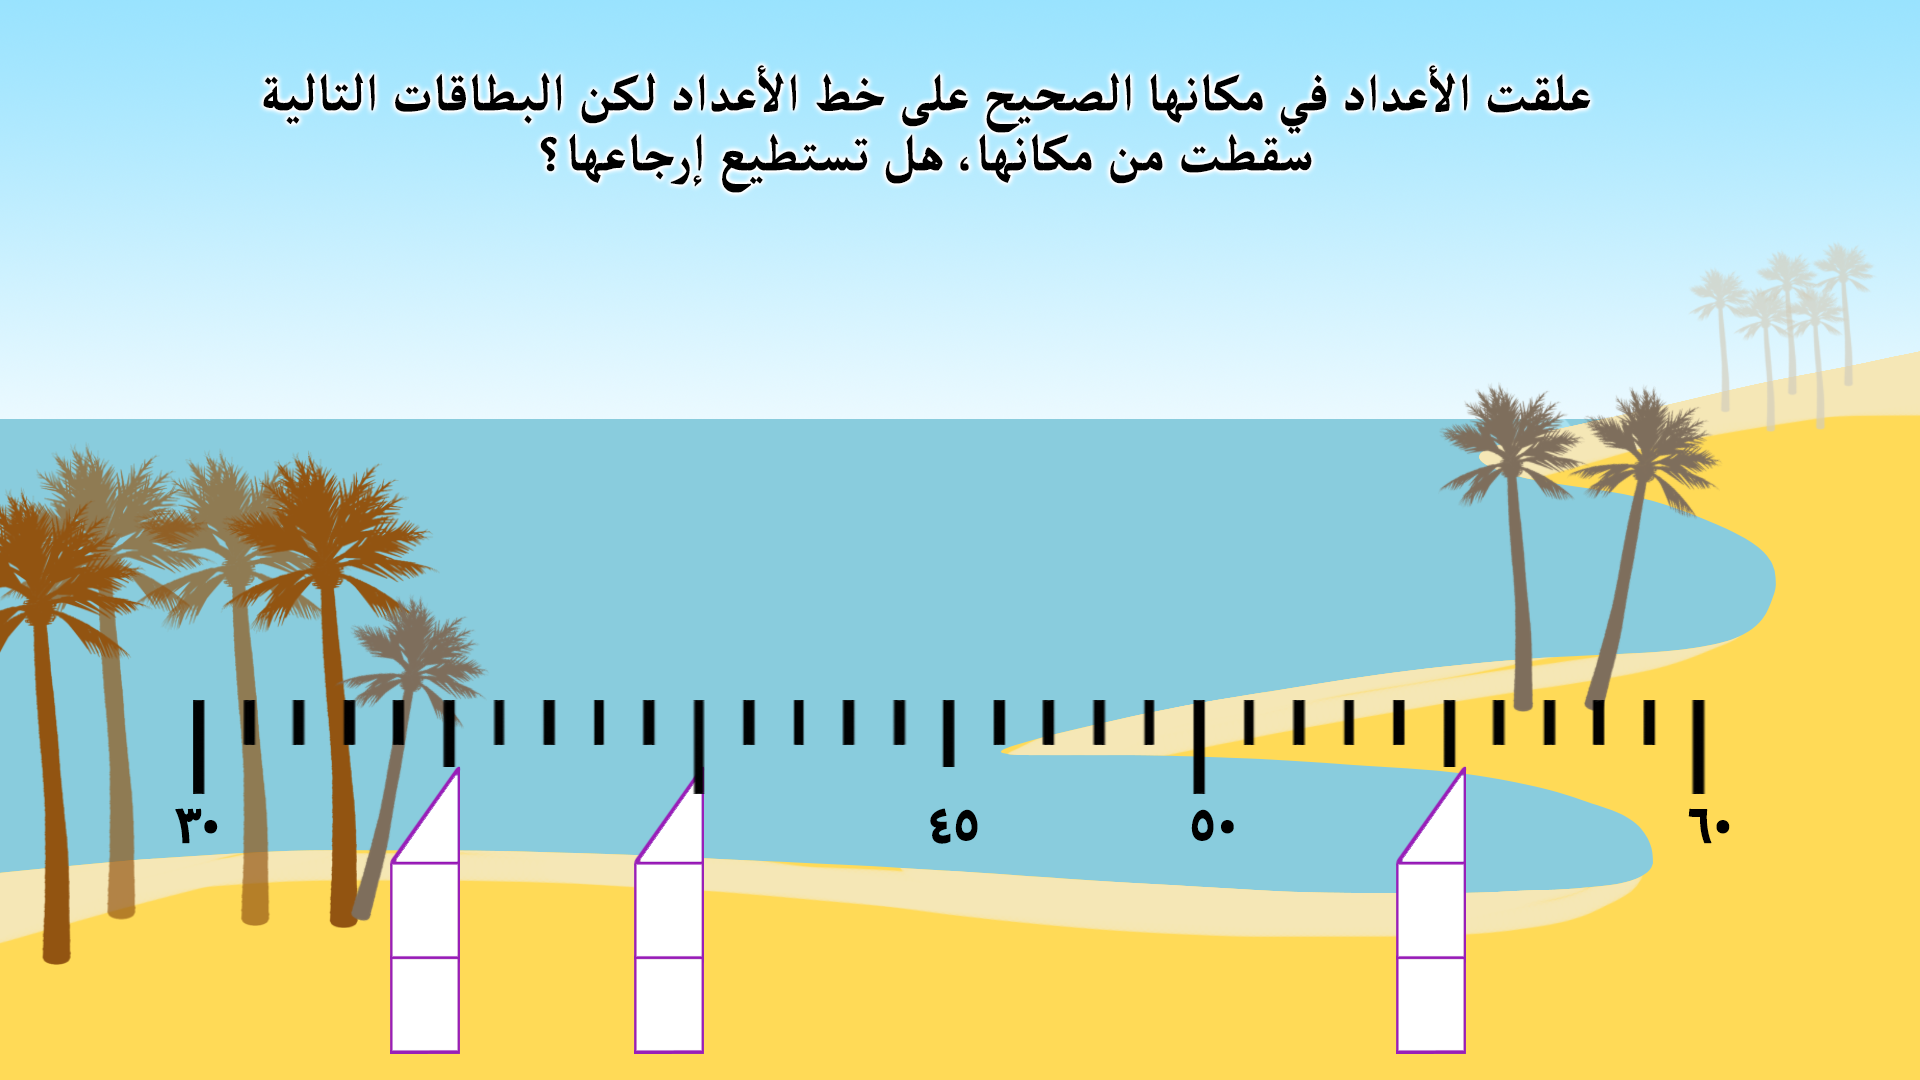 علقت الأعداد في مكانها الصحيح على خط الأعداد لكن البطاقات التالية
سقطت من مكانها، هل تستطيع إرجاعها؟
٣٠ ٤٥ ٥٠ ٦٠